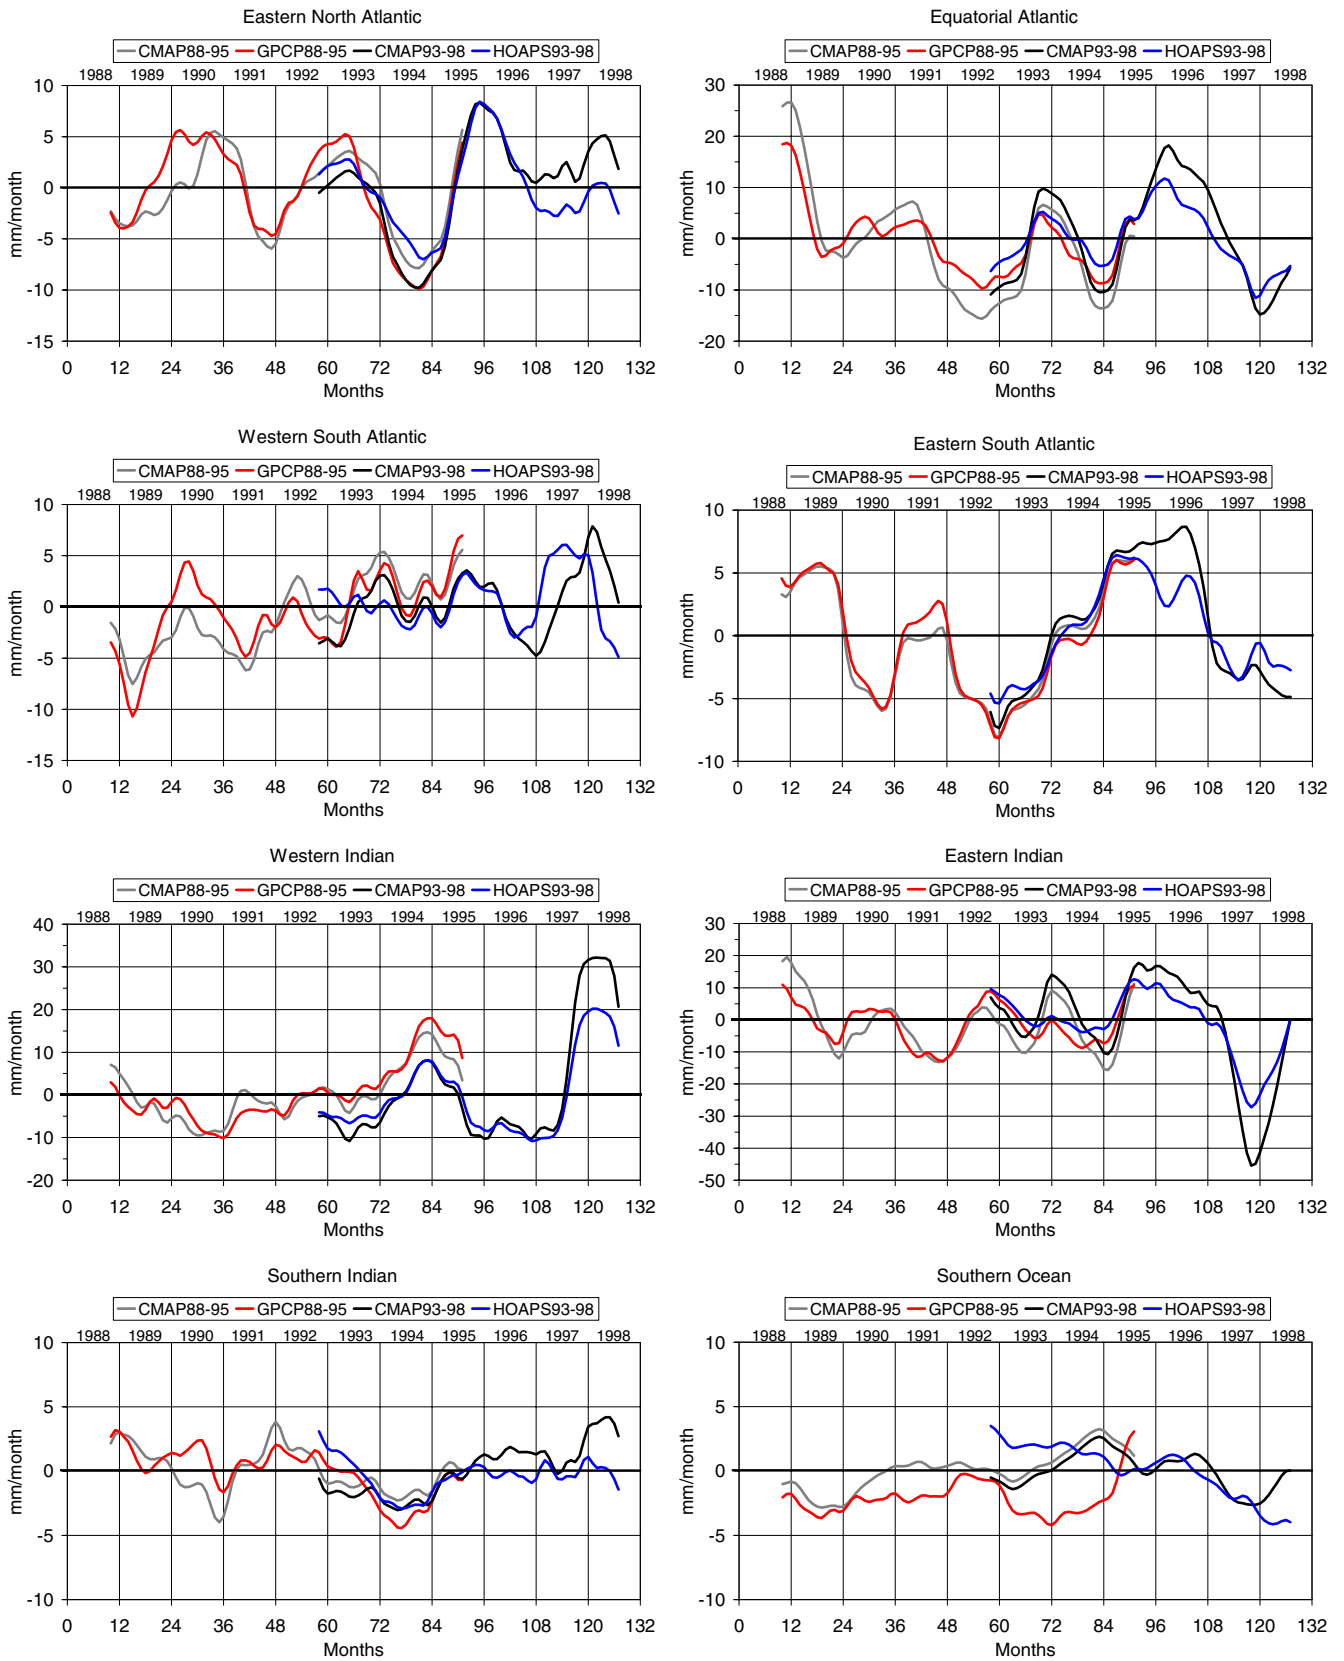 Eastern North Atlantic
CMAP88-95 GPCP88-95 CMAP93-98 HOAPS93-98
1988 1989 1990 1991 1992 1993 1994 1995 1996 1997 1998
10
5
0
-5
-10
-15
mm/month
0 12 24 36 48 60 72 84 96 108 120 132
Months
Equatorial Atlantic
CMAP88-95 GPCP88-95 CMAP93-98 HOAPS93-98
1988 1989 1990 1991 1992 1993 1994 1995 1996 1997 1998
30
20
10
0
-10
-20
mm/month
0 12 24 36 48 60 72 84 96 108 120 132
Months
Western South Atlantic
CMAP88-95 GPCP88-95 CMAP93-98 HOAPS93-98
1988 1989 1990 1991 1992 1993 1994 1995 1996 1997 1998
10
5
0
-5
-10
-15
mm/month
0 12 24 36 48 60 72 84 96 108 120 132
Months
Eastern South Atlantic
CMAP88-95 GPCP88-95 CMAP93-98 HOAPS93-98
1988 1989 1990 1991 1992 1993 1994 1995 1996 1997 1998
10
5
0
-5
-10
mm/month
0 12 24 36 48 60 72 84 96 108 120 132
Months
Western Indian
CMAP88-95 GPCP88-95 CMAP93-98 HOAPS93-98
1988 1989 1990 1991 1992 1993 1994 1995 1996 1997 1998
40
30
20
10
0
-10
-20
mm/month
0 12 24 36 48 60 72 84 96 108 120 132
Months
Eastern Indian
CMAP88-95 GPCP88-95 CMAP93-98 HOAPS93-98
1988 1989 1990 1991 1992 1993 1994 1995 1996 1997 1998
30
20
10
0
-10
-20
-30
-40
-50
mm/month
0 12 24 36 48 60 72 84 96 108 120 132
Months
Southern Indian
CMAP88-95 GPCP88-95 CMAP93-98 HOAPS93-98
1988 1989 1990 1991 1992 1993 1994 1995 1996 1997 1998
10
5
0
-5
-10
mm/month
0 12 24 36 48 60 72 84 96 108 120 132
Months
Southern Ocean
CMAP88-95 GPCP88-95 CMAP93-98 HOAPS93-98
1988 1989 1990 1991 1992 1993 1994 1995 1996 1997 1998
10
5
0
-5
-10
mm/month
0 12 24 36 48 60 72 84 96 108 120 132
Months